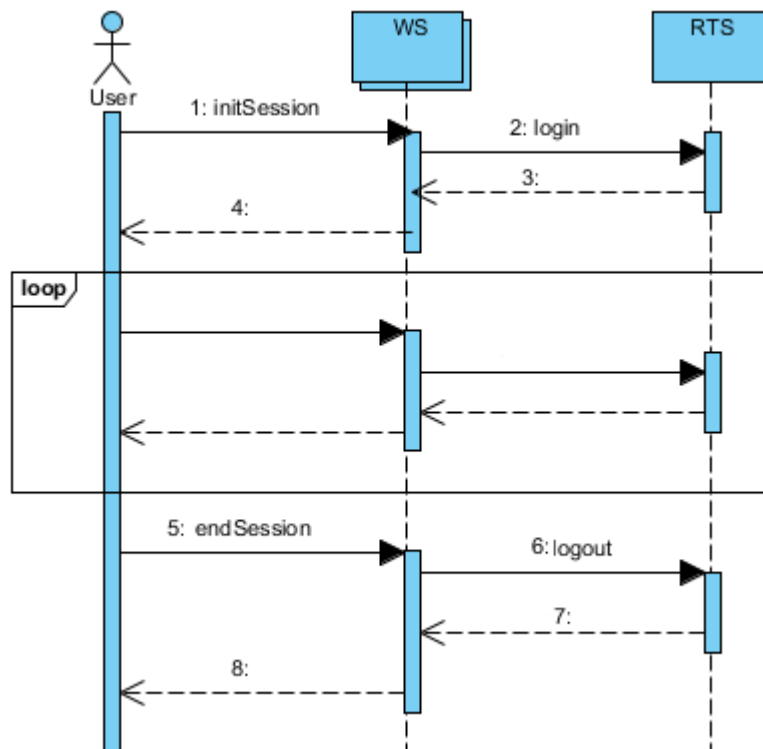 WS
RTS
User
1: initSession
2: login
3:
4:
loop
5: endSession
6: logout
7:
8: